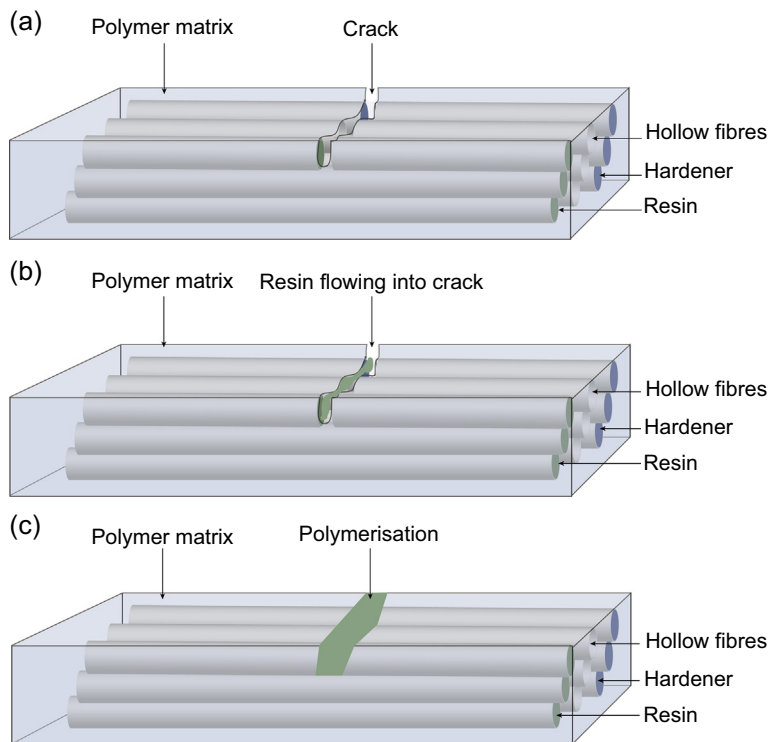 (a)
Polymer matrix
Crack
Hollow fibres
Hardener
Resin
(b)
Polymer matrix
Resin flowing into crack
Hollow fibres
Hardener
Resin
(c)
Polymer matrix
Polymerisation
Hollow fibres
Hardener
Resin